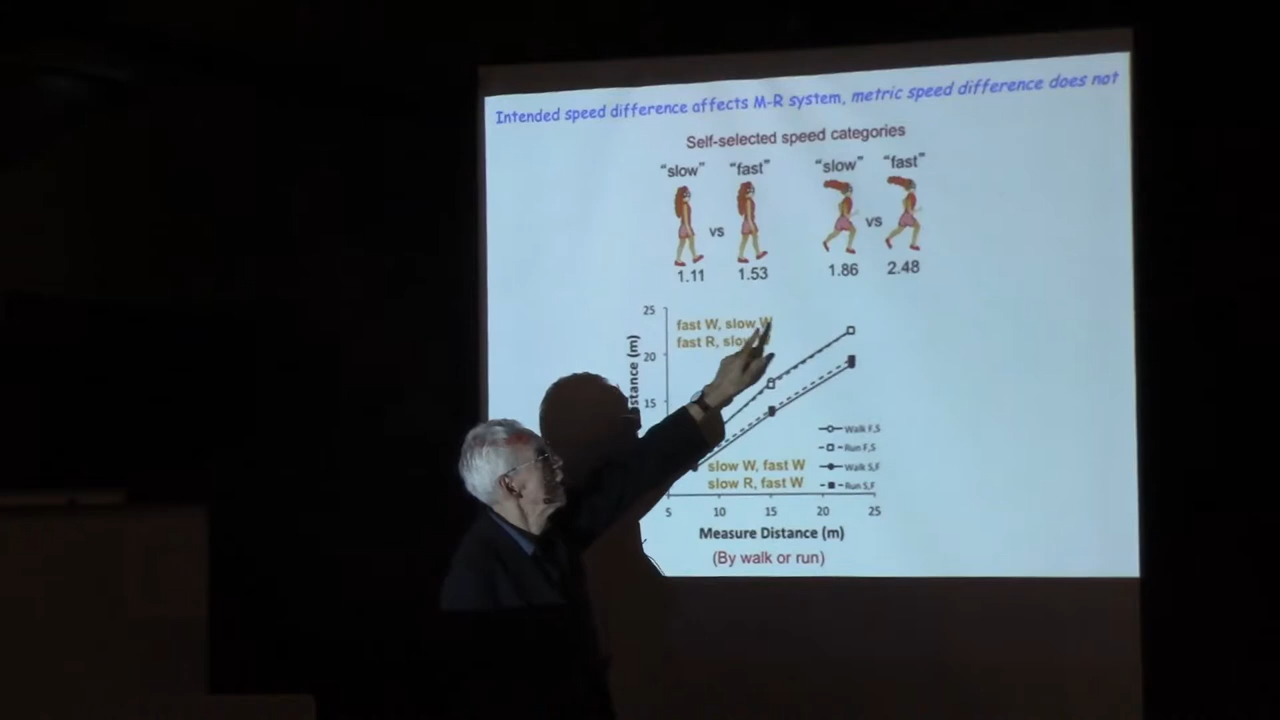 Intended speed difference affects M-R system, metric speed difference does not
Self-selected speed categories
"slow" "fast" "slow" "fast"
vs vs
1.11 1.53 1.86 2.48
25
fast W, slow W
fast R, slow
20
15
stance (m)
Walk F,S
Run F,S
slow W, fast W
Walk S,F
slow R, fast W
Run S,F
5 10 15 20 25
Measure Distance (m)
(By walk or run)